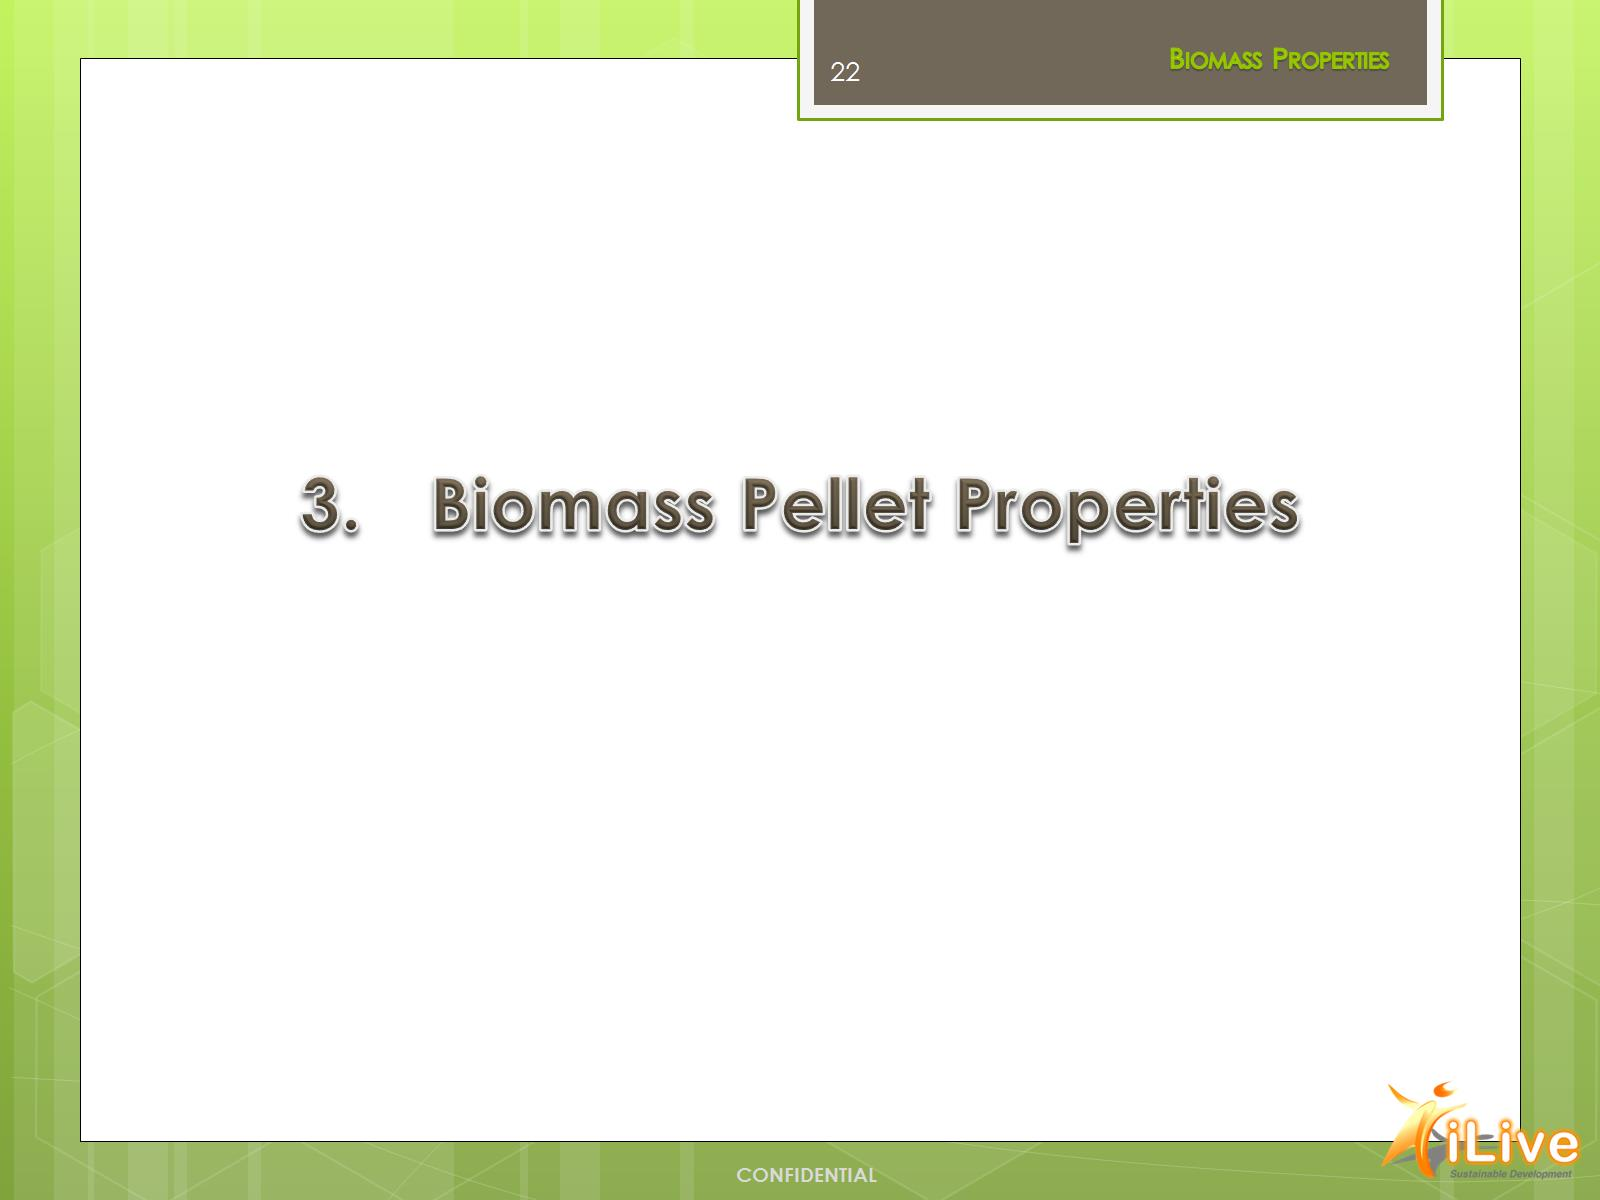 22
BIOMASS PROPERTIES
3. Biomass Pellet Properties
iLive
Sustainable Development
CONFIDENTIAL